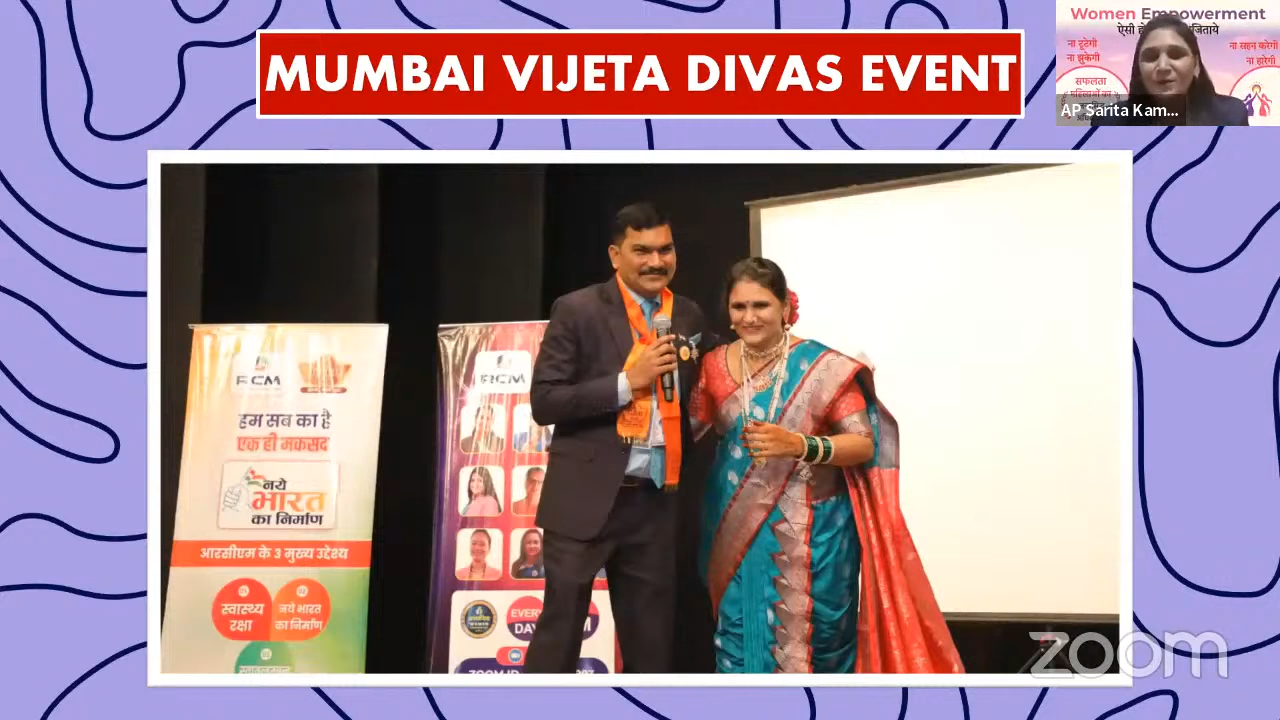 MUMBAI VIJETA DIVAS EVENT
Women Empowerment
ना टूटेगी
ना झुकेगी
ना सहन करेगी
ना हारेगी
सफलता
AP Sarita Kam...
RCM
हम सब का है
एक ही मकसद
नये
भारत
का निर्माण
आरसीएम के 3 मुख्य उद्देश्य
स्वास्थ्य
रक्षा
नये भारत
का निर्माण
RCM
zoom